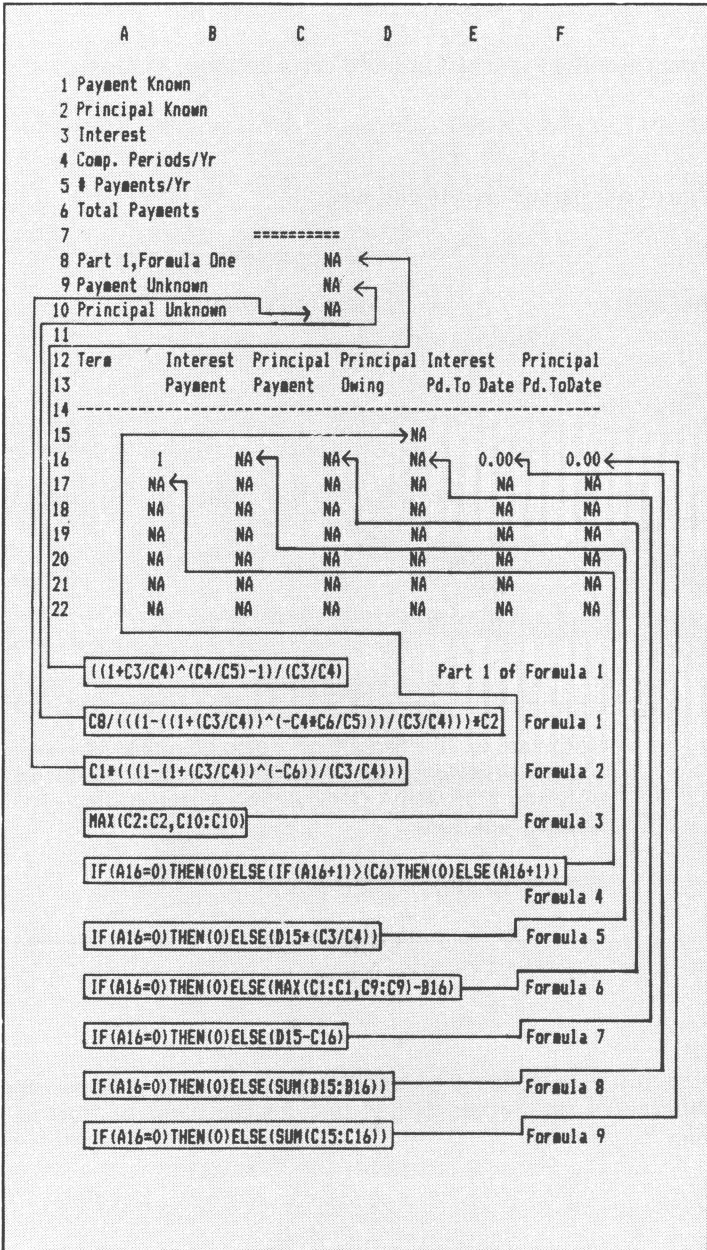 A B C D E F
1 Payment Known
2 Principal Known
3 Interest
4 Comp. Periods/Yr
5 # Payments/Yr
6 Total Payments
7 ==========
8 Part 1,Formula One NA
9 Payment Unknown NA
10 Principal Unknown NA
11
12 Term Interest Principal Principal Interest Principal
13 Payment Payment Owing Pd.To Date Pd.ToDate
14 ------------------------------------------------------------
15 NA
16 1 NA NA NA 0.00 0.00
17 NA NA NA NA NA NA
18 NA NA NA NA NA NA
19 NA NA NA NA NA NA
20 NA NA NA NA NA NA
21 NA NA NA NA NA NA
22 NA NA NA NA NA NA
((1+C3/C4)^(C4/C5)-1)/(C3/C4) Part 1 of Formula 1
C8/(((1-((1+(C3/C4))^(-C4*C6/C5)))/(C3/C4)))*C2 Formula 1
C1*(((1-(1+(C3/C4))^(-C6))/(C3/C4))) Formula 2
MAX(C2:C2,C10:C10) Formula 3
IF(A16=0)THEN(0)ELSE(IF(A16+1)>(C6)THEN(0)ELSE(A16+1))
Formula 4
IF(A16=0)THEN(0)ELSE(D15*(C3/C4)) Formula 5
IF(A16=0)THEN(0)ELSE(MAX(C1:C1,C9:C9)-B16) Formula 6
IF(A16=0)THEN(0)ELSE(D15-C16) Formula 7
IF(A16=0)THEN(0)ELSE(SUM(B15:B16)) Formula 8
IF(A16=0)THEN(0)ELSE(SUM(C15:C16)) Formula 9